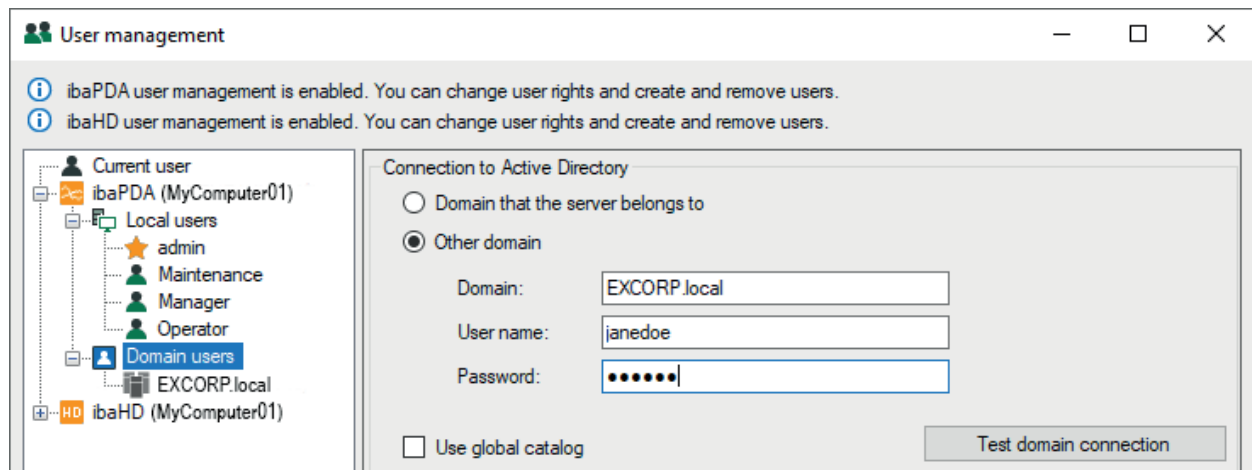 User management
ibaPDA user management is enabled. You can change user rights and create and remove users.
ibaHD user management is enabled. You can change user rights and create and remove users.
Current user
ibaPDA (MyComputer01)
Local users
admin
Maintenance
Manager
Operator
Domain users
EXCORP.local
HD ibaHD (MyComputer01)
Connection to Active Directory
Domain that the server belongs to
Other domain
Domain: EXCORP.local
User name: janedoe
Password: ●●●●●●
Use global catalog
Test domain connection